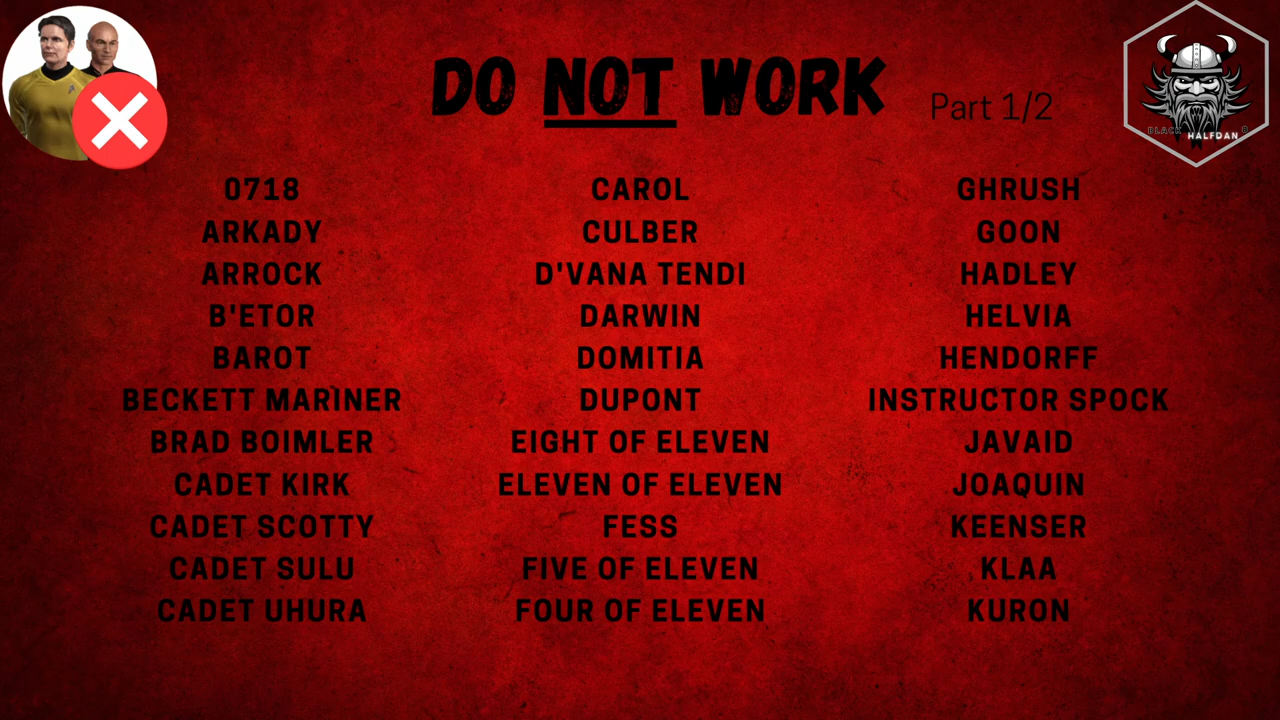 DO NOT WORK
Part 1/2
BLACK HALFDAN
0718
ARKADY
ARROCK
B'ETOR
BAROT
BECKETT MARINER
BRAD BOIMLER
CADET KIRK
CADET SCOTTY
CADET SULU
CADET UHURA
CAROL
CULBER
D'VANA TENDI
DARWIN
DOMITIA
DUPONT
EIGHT OF ELEVEN
ELEVEN OF ELEVEN
FESS
FIVE OF ELEVEN
FOUR OF ELEVEN
GHRUSH
GOON
HADLEY
HELVIA
HENDORFF
INSTRUCTOR SPOCK
JAVAID
JOAQUIN
KEENSER
KLAA
KURON